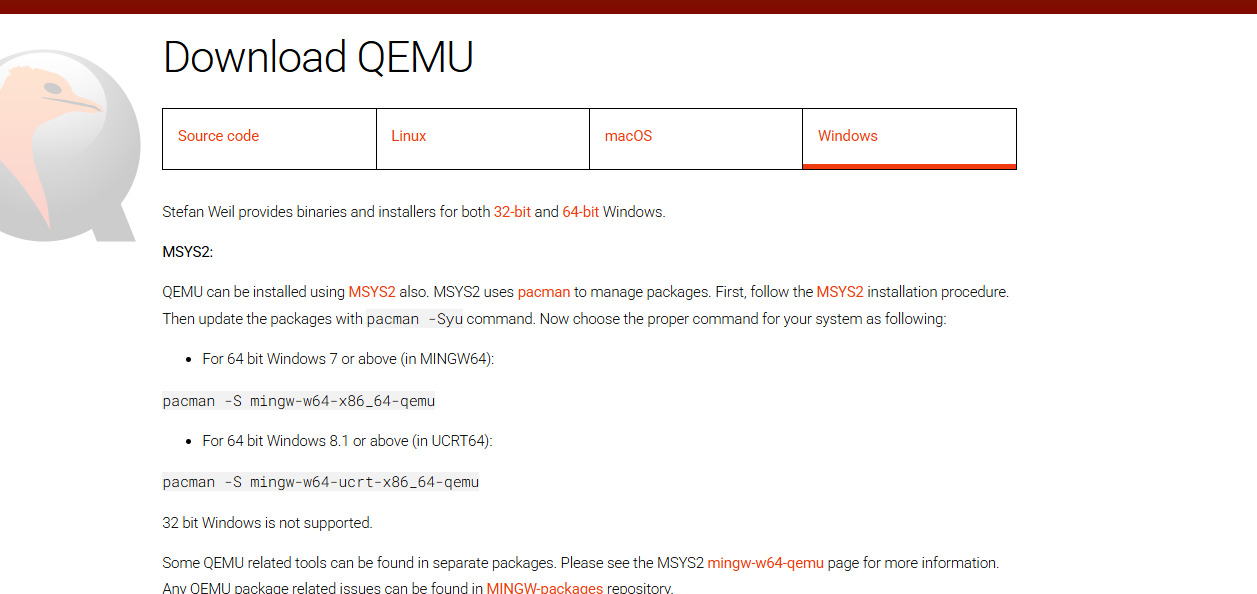 Download QEMU
Source code
Linux
macOS
Windows
Stefan Weil provides binaries and installers for both 32-bit and 64-bit Windows.
MSYS2:
QEMU can be installed using MSYS2 also. MSYS2 uses pacman to manage packages. First, follow the MSYS2 installation procedure.
Then update the packages with pacman -Syu command. Now choose the proper command for your system as following:
• For 64 bit Windows 7 or above (in MINGW64):
pacman -S mingw-w64-x86_64-qemu
• For 64 bit Windows 8.1 or above (in UCRT64):
pacman -S mingw-w64-ucrt-x86_64-qemu
32 bit Windows is not supported.
Some QEMU related tools can be found in separate packages. Please see the MSYS2 mingw-w64-qemu page for more information.
Any QEMU package related issues can be found in MINGW-packages repository.